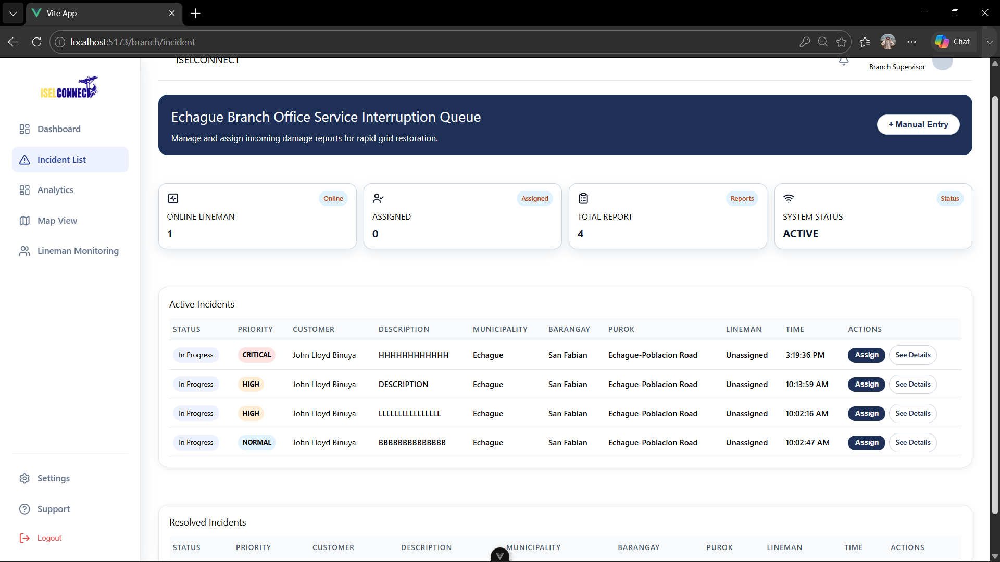 Vite App
localhost:5173/branch/incident
Chat
ISELCONNECT
Dashboard
Incident List
Analytics
Map View
Lineman Monitoring
Settings
Support
Logout
ISELCONNECT
Branch Supervisor
Echague Branch Office Service Interruption Queue
Manage and assign incoming damage reports for rapid grid restoration.
+ Manual Entry
Online
ONLINE LINEMAN
1
Assigned
ASSIGNED
0
Reports
TOTAL REPORT
4
Status
SYSTEM STATUS
ACTIVE
Active Incidents
STATUS PRIORITY CUSTOMER DESCRIPTION MUNICIPALITY BARANGAY PUROK LINEMAN TIME ACTIONS
In Progress CRITICAL John Lloyd Binuya HHHHHHHHHHHH Echague San Fabian Echague-Poblacion Road Unassigned 3:19:36 PM Assign See Details
In Progress HIGH John Lloyd Binuya DESCRIPTION Echague San Fabian Echague-Poblacion Road Unassigned 10:13:59 AM Assign See Details
In Progress HIGH John Lloyd Binuya LLLLLLLLLLLLLLLL Echague San Fabian Echague-Poblacion Road Unassigned 10:02:16 AM Assign See Details
In Progress NORMAL John Lloyd Binuya BBBBBBBBBBBBBB Echague San Fabian Echague-Poblacion Road Unassigned 10:02:47 AM Assign See Details
Resolved Incidents
STATUS PRIORITY CUSTOMER DESCRIPTION MUNICIPALITY BARANGAY PUROK LINEMAN TIME ACTIONS